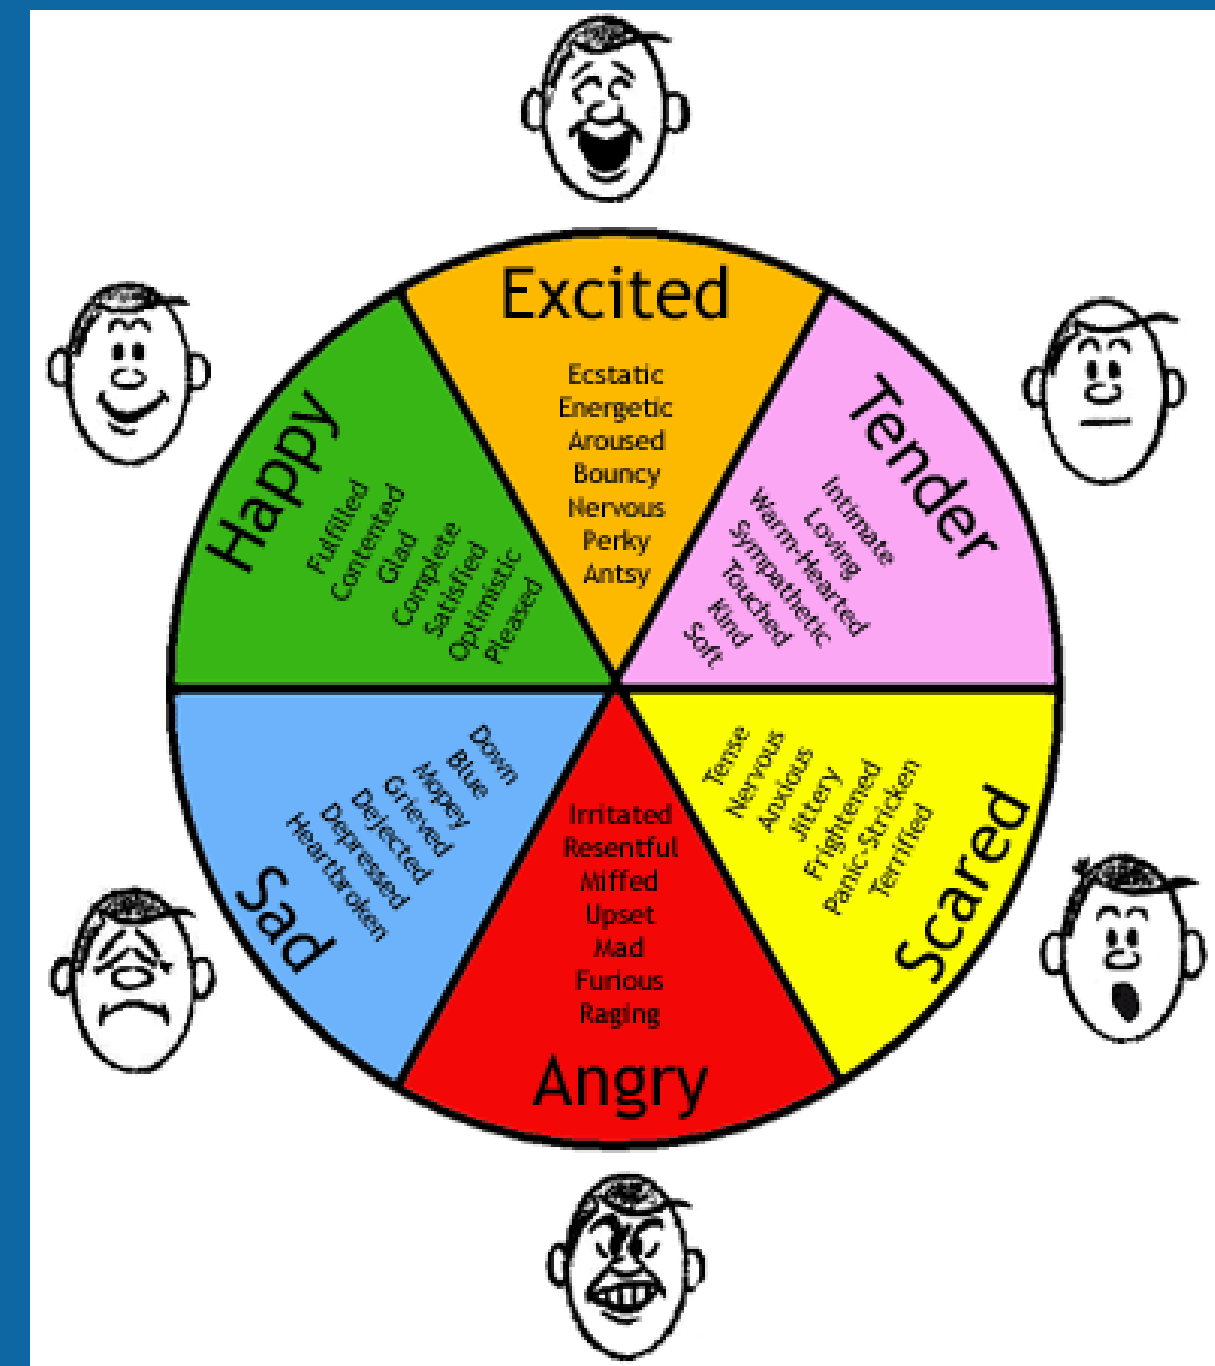 Excited
Ecstatic
Energetic
Aroused
Bouncy
Nervous
Perky
Antsy
Tender
Intimate
Loving
Warm-Hearted
Sympathetic
Touched
Kind
Soft
Scared
Tense
Nervous
Anxious
Jittery
Frightened
Panic-Stricken
Terrified
Irritated
Resentful
Miffed
Upset
Mad
Furious
Raging
Angry
Down
Blue
Mopey
Grieved
Dejected
Depressed
Heartbroken
Sad
Happy
Fulfilled
Contented
Glad
Complete
Satisfied
Optimistic
Pleased